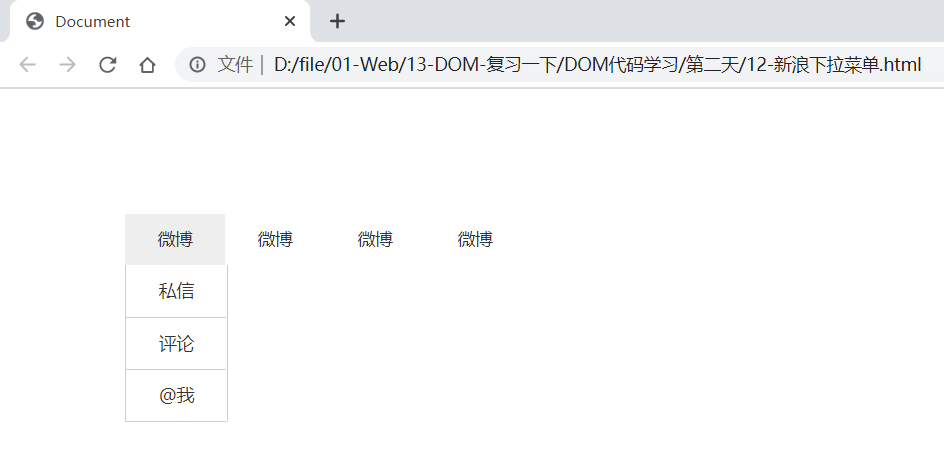 Document
文件 | D:/file/01-Web/13-DOM-复习一下/DOM代码学习/第二天/12-新浪下拉菜单.html
微博 微博 微博 微博
私信
评论
@我